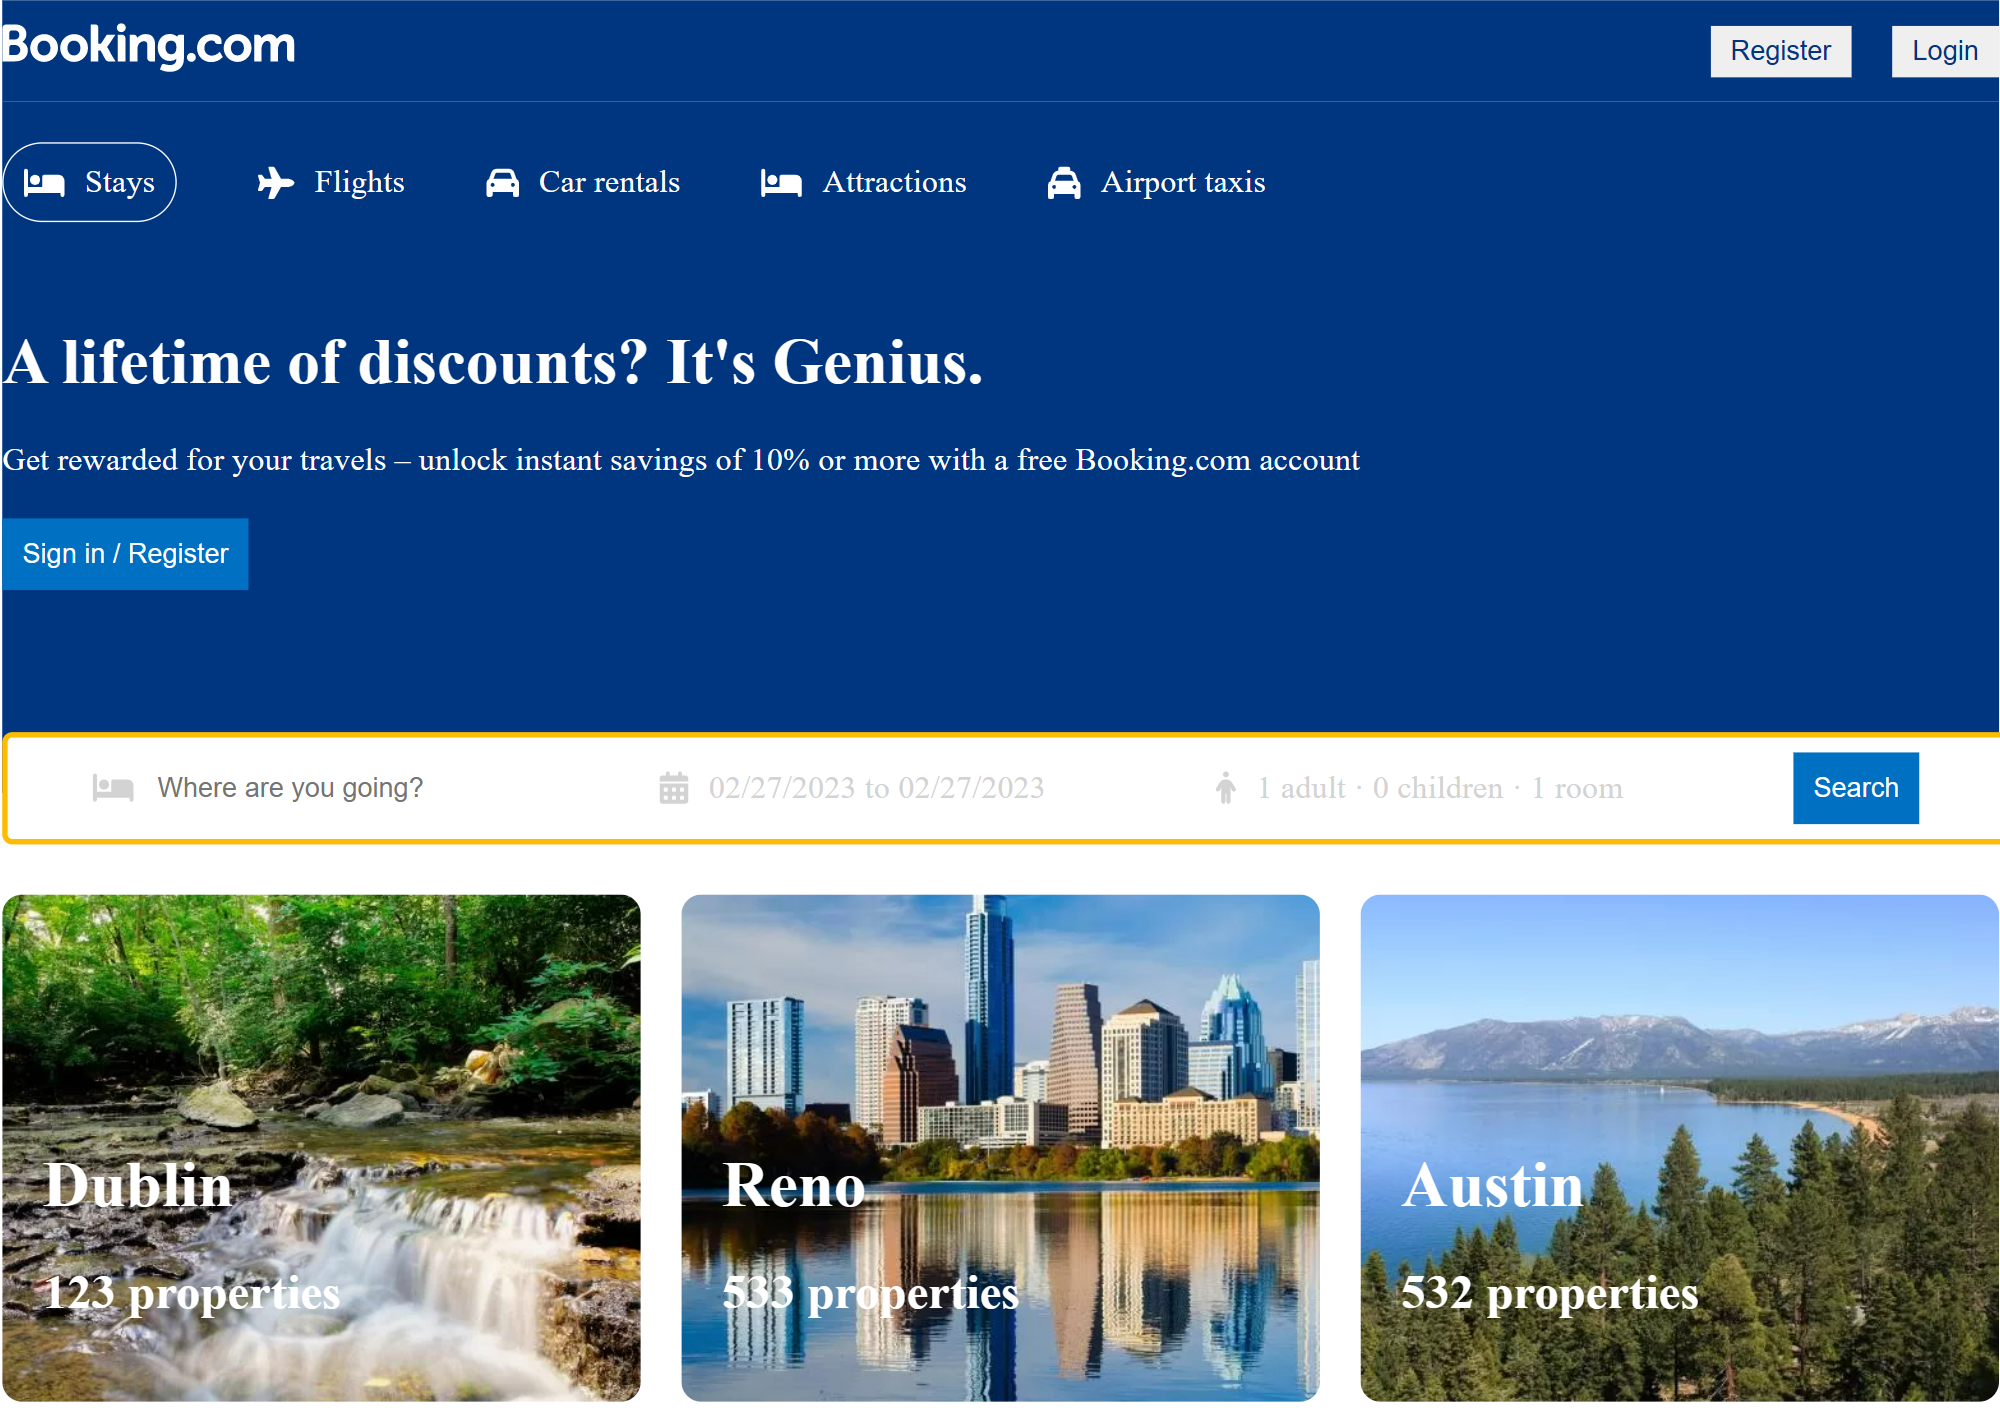 Booking.com
Register Login
Stays Flights Car rentals Attractions Airport taxis
A lifetime of discounts? It's Genius.
Get rewarded for your travels – unlock instant savings of 10% or more with a free Booking.com account
Sign in / Register
Where are you going? 02/27/2023 to 02/27/2023 1 adult · 0 children · 1 room Search
Dublin
123 properties
Reno
533 properties
Austin
532 properties